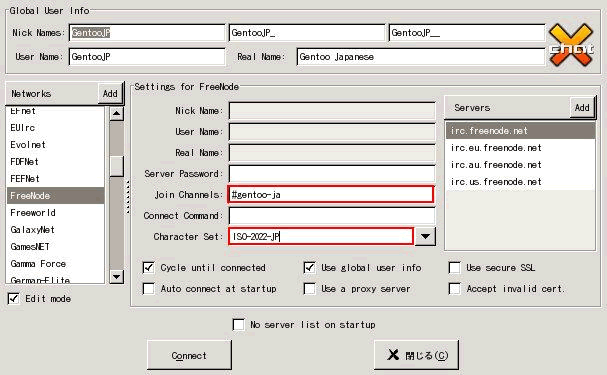 Global User Info
Nick Names: GentooJP GentooJP_ GentooJP__
User Name: GentooJP Real Name: Gentoo Japanese
X chat
Networks Add
EFnet
EUIrc
Evolnet
FDFNet
FEFNet
FreeNode
Freeworld
GalaxyNet
GamesNET
Gamma Force
German-Elite
Edit mode
Settings for FreeNode
Nick Name:
User Name:
Real Name:
Server Password:
Join Channels: #gentoo-ja
Connect Command:
Character Set: ISO-2022-JP
Servers Add
irc.freenode.net
irc.eu.freenode.net
irc.au.freenode.net
irc.us.freenode.net
Cycle until connected Use global user info Use secure SSL
Auto connect at startup Use a proxy server Accept invalid cert.
No server list on startup
Connect 閉じる(C)